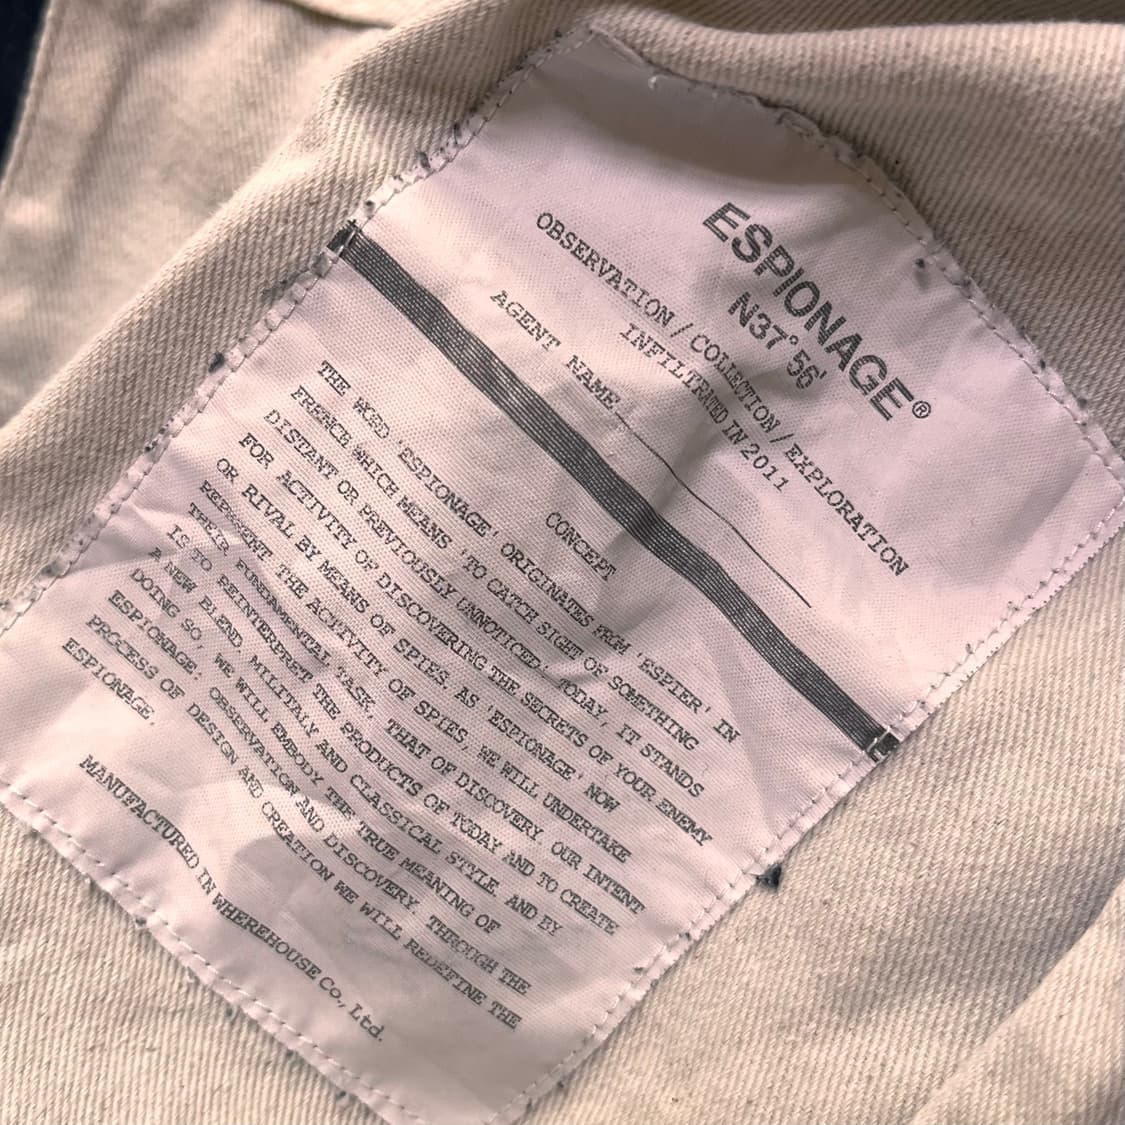 ESPIONAGE®
N37° 56'
OBSERVATION / COLLECTION / EXPLORATION
INFILTRATED IN 2011
AGENT NAME
CONCEPT
THE WORD 'ESPIONAGE' ORIGINATES FROM 'ESPIER' IN
FRENCH WHICH MEANS 'TO CATCH SIGHT OF SOMETHING
DISTANT OR PREVIOUSLY UNNOTICED'. TODAY, IT STANDS
FOR ACTIVITY OF DISCOVERING THE SECRETS OF YOUR ENEMY
OR RIVAL BY MEANS OF SPIES. AS 'ESPIONAGE' NOW
REPRESENT THE ACTIVITY OF SPIES, WE WILL UNDERTAKE
THEIR FUNDAMENTAL TASK, THAT OF DISCOVERY. OUR INTENT
IS TO REINTERPRET THE PRODUCTS OF TODAY AND TO CREATE
A NEW BLEND, MILITALY AND CLASSICAL STYLE. AND BY
DOING SO, WE WILL EMBODY THE TRUE MEANING OF
ESPIONAGE: OBSERVATION AND DISCOVERY. THROUGH THE
PROCESS OF DESIGN AND CREATION WE WILL REDEFINE THE
ESPIONAGE,
MANUFACTURED IN WHEREHOUSE Co., Ltd.